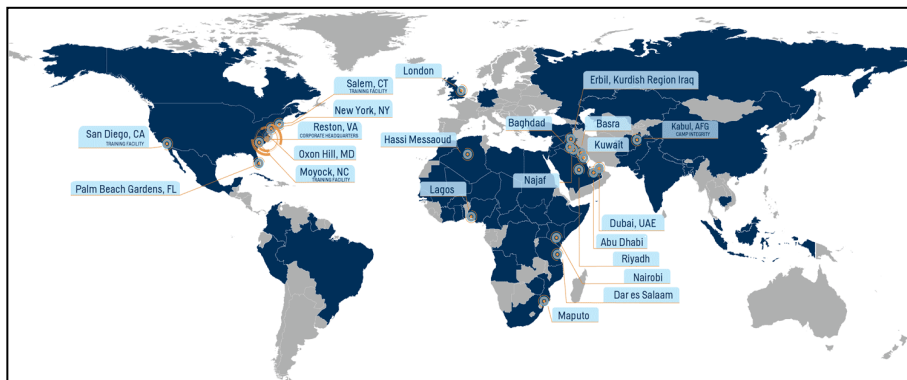 London
Salem, CT
TRAINING FACILITY
New York, NY
Reston, VA
CORPORATE HEADQUARTERS
San Diego, CA
TRAINING FACILITY
Oxon Hill, MD
Moyock, NC
TRAINING FACILITY
Palm Beach Gardens, FL
Erbil, Kurdish Region Iraq
Baghdad
Basra
Kabul, AFG
CAMP INTEGRITY
Hassi Messaoud
Kuwait
Lagos
Najaf
Dubai, UAE
Abu Dhabi
Riyadh
Nairobi
Dar es Salaam
Maputo